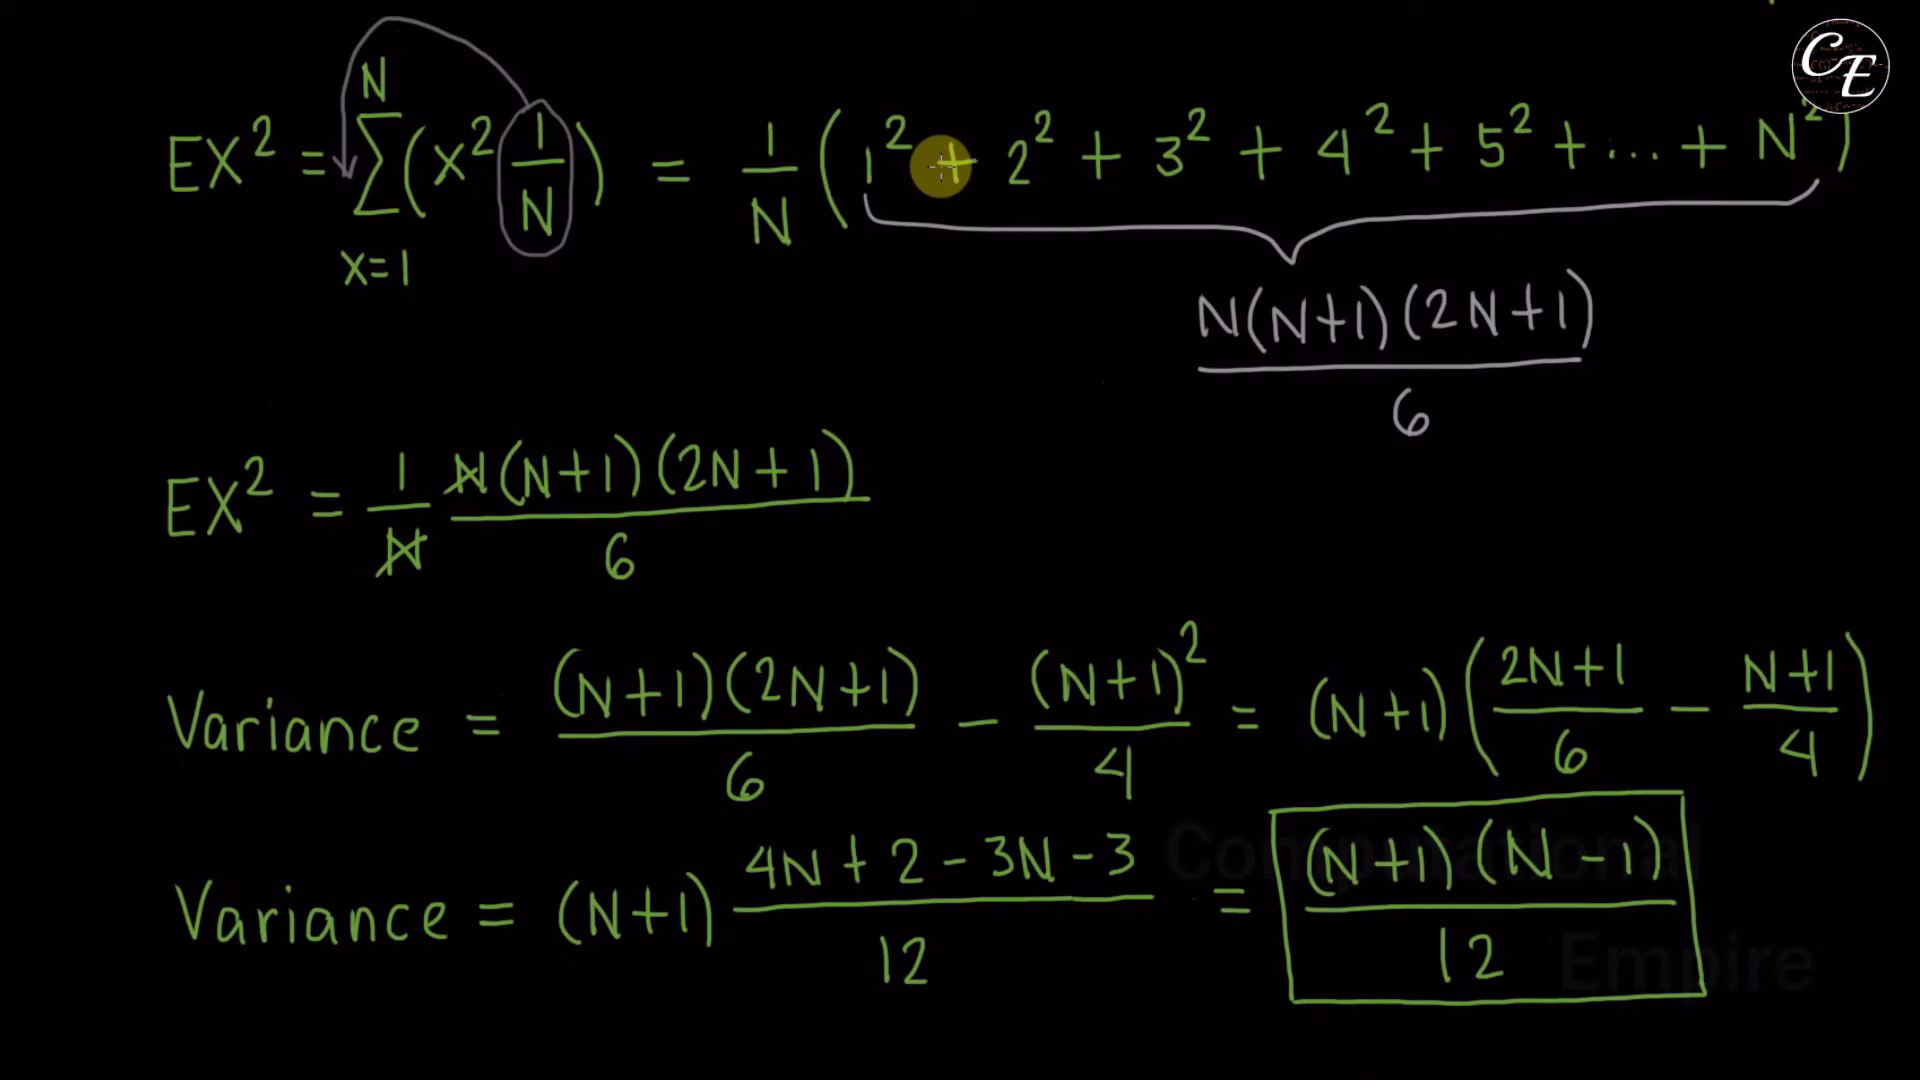 CE
EX² = N∑x=1 (x² 1/N) = 1/N (1² + 2² + 3² + 4² + 5² + ... + N²)
N(N+1)(2N+1)/6
EX² = 1/N N(N+1)(2N+1)/6
Variance = (N+1)(2N+1)/6 − (N+1)²/4 = (N+1)(2N+1/6 − N+1/4)
Variance = (N+1) 4N+2−3N−3/12 = (N+1)(N−1)/12
Computational
Empire